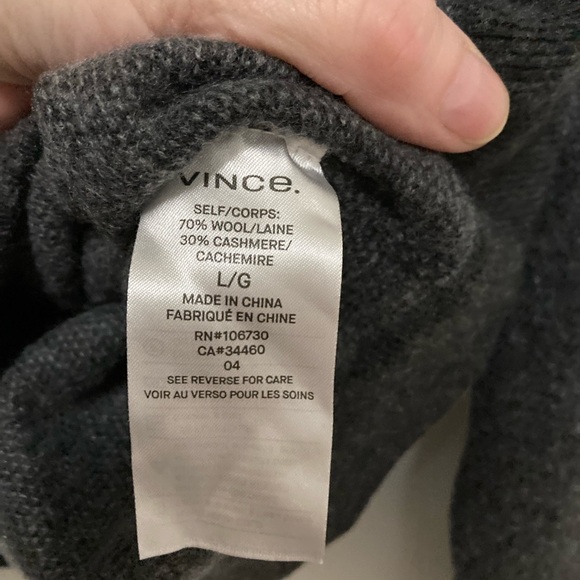 VINCE.
SELF/CORPS:
70% WOOL/LAINE
30% CASHMERE/
CACHEMIRE
L/G
MADE IN CHINA
FABRIQUÉ EN CHINE
RN#106730
CA#34460
04
SEE REVERSE FOR CARE
VOIR AU VERSO POUR LES SOINS